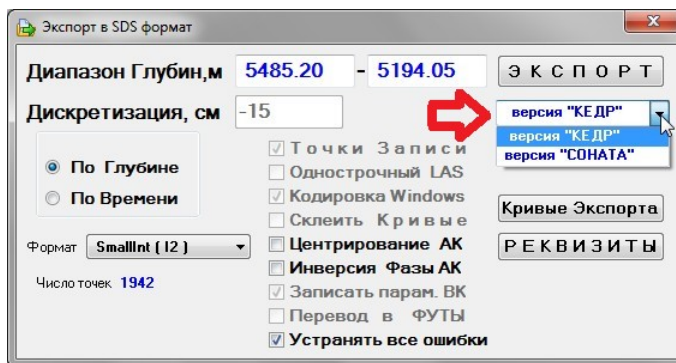 Экспорт в SDS формат
Диапазон Глубин,м 5485.20 - 5194.05 ЭКСПОРТ
Дискретизация, см -15 версия "КЕДР"
версия "КЕДР"
версия "СОНАТА"
По Глубине
По Времени
Формат SmallInt ( I2 )
Число точек 1942
Точки Записи
Однострочный LAS
Кодировка Windows
Склеить Кривые
Центрирование АК
Инверсия Фазы АК
Записать парам. ВК
Перевод в ФУТЫ
Устранять все ошибки
Кривые Экспорта
РЕКВИЗИТЫ